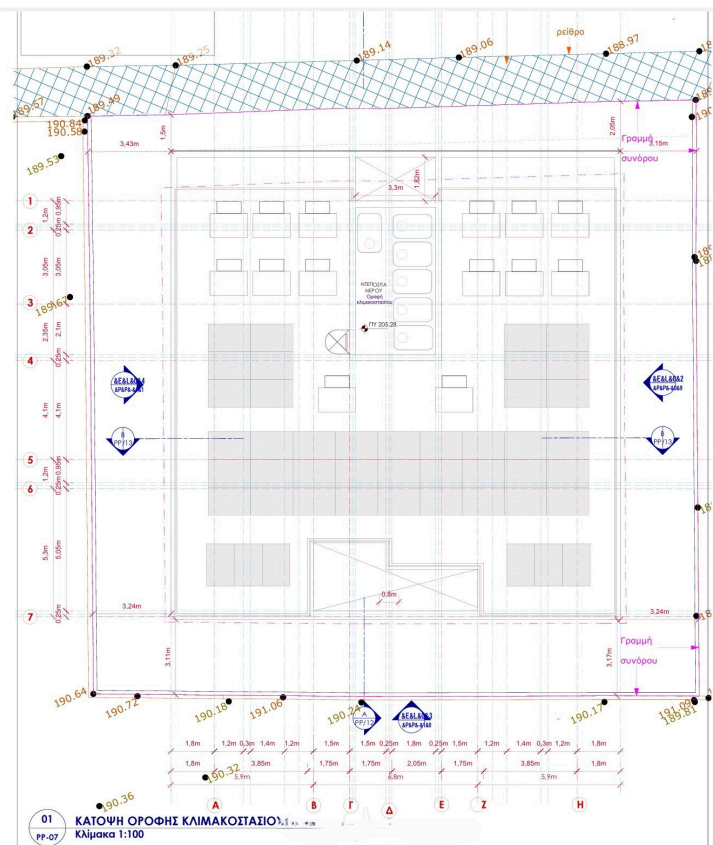 ρείθρο
189.32
189.25
189.14
189.06
188.97
189.57
189.49
190.84
190.58
189.53
3,43m
1,5m
2,05m
3,15m
Γραμμή
συνόρου
3,3m
1,82m
1
2
3
4
5
6
7
1,2m
0,95m
0,25m
3,05m
3,05m
189.67
2,35m
2,1m
0,25m
4,1m
4,1m
1,2m
0,95m
0,25m
5,3m
5,05m
0,25m
ΝΤΕΠΟΖΙΤΑ
ΝΕΡΟΥ
Οροφή
κλιμακοστασίου
ΠΥ 205.28
B
PP/13
B
PP/13
0,8m
3,24m
3,24m
3,11m
3,17m
Γραμμή
συνόρου
190.64
190.72
190.18
191.06
190.24
190.17
191.09
189.81
A
PP/12
1,8m 1,2m 0,3m 1,4m 1,2m 1,5m 1,5m 0,25m 1,8m 0,25m 1,5m 1,2m 1,4m 0,3m 1,2m 1,8m
1,8m 3,85m 1,75m 1,75m 2,05m 1,75m 3,85m 1,8m
5,9m 6,8m 5,9m
190.32
190.36
Α Β Γ Δ Ε Ζ Η
01
PP-07
ΚΑΤΟΨΗ ΟΡΟΦΗΣ ΚΛΙΜΑΚΟΣΤΑΣΙΟΥ
Κλίμακα 1:100